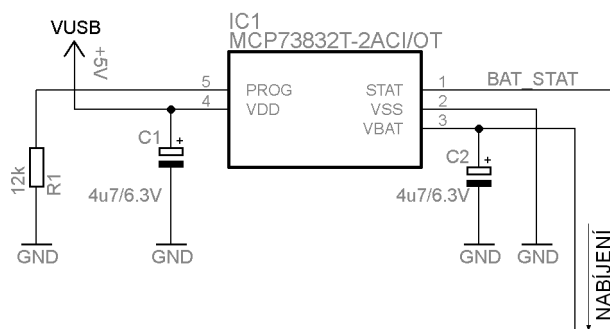 IC1
MCP73832T-2ACI/OT
VUSB
+5V
5
PROG
STAT
1
BAT_STAT
4
VDD
VSS
2
VBAT
3
C1
+
C2
+
12k
R1
4u7/6.3V
4u7/6.3V
GND
GND
GND
GND
NABÍJENÍ